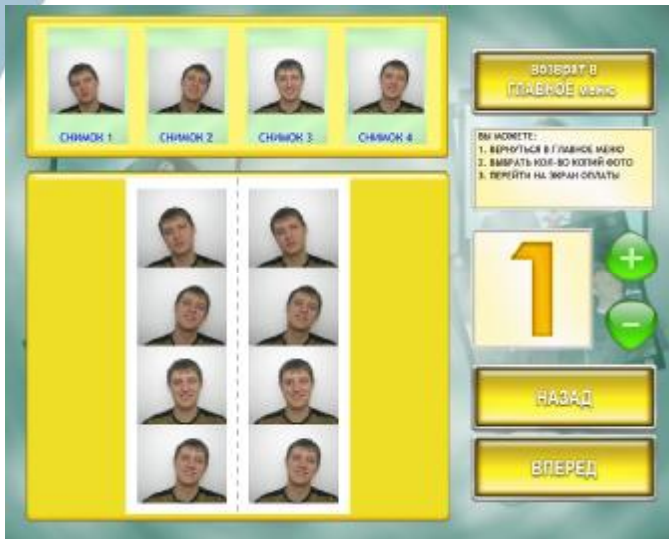 СНИМОК 1
СНИМОК 2
СНИМОК 3
СНИМОК 4
возврат в
ГЛАВНОЕ меню
ВЫ МОЖЕТЕ:
1. ВЕРНУТЬСЯ В ГЛАВНОЕ МЕНЮ
2. ВЫБРАТЬ КОЛ-ВО КОПИЙ ФОТО
3. ПЕРЕЙТИ НА ЭКРАН ОПЛАТЫ
1
+
−
НАЗАД
ВПЕРЕД